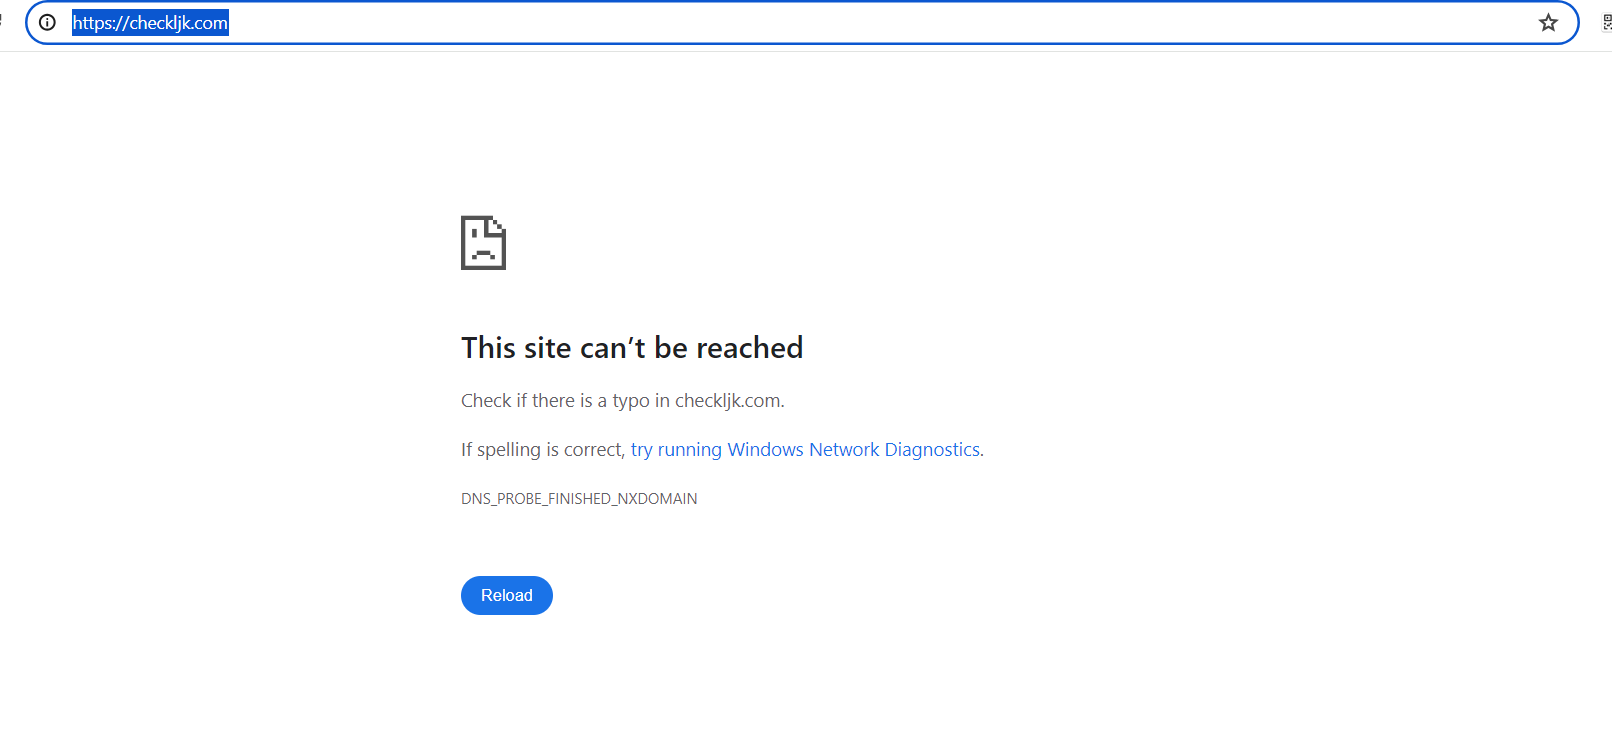 https://checkljk.com
This site can’t be reached
Check if there is a typo in checkljk.com.
If spelling is correct, try running Windows Network Diagnostics.
DNS_PROBE_FINISHED_NXDOMAIN
Reload